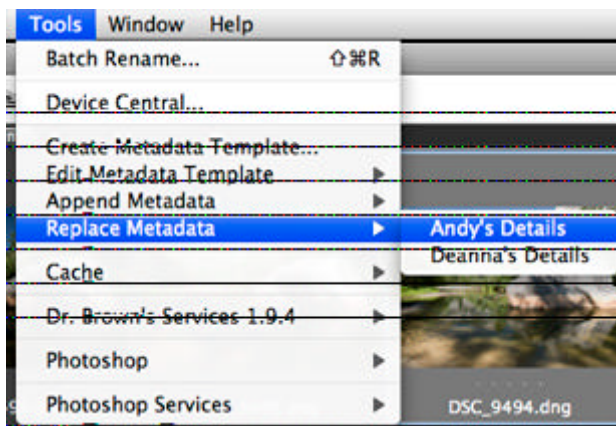 Tools Window Help
Batch Rename... ⇧⌘R
Device Central...
Create Metadata Template...
Edit Metadata Template
Append Metadata
Replace Metadata
Andy's Details
Deanna's Details
Cache
Dr. Brown's Services 1.9.4
Photoshop
Photoshop Services
DSC_9494.dng